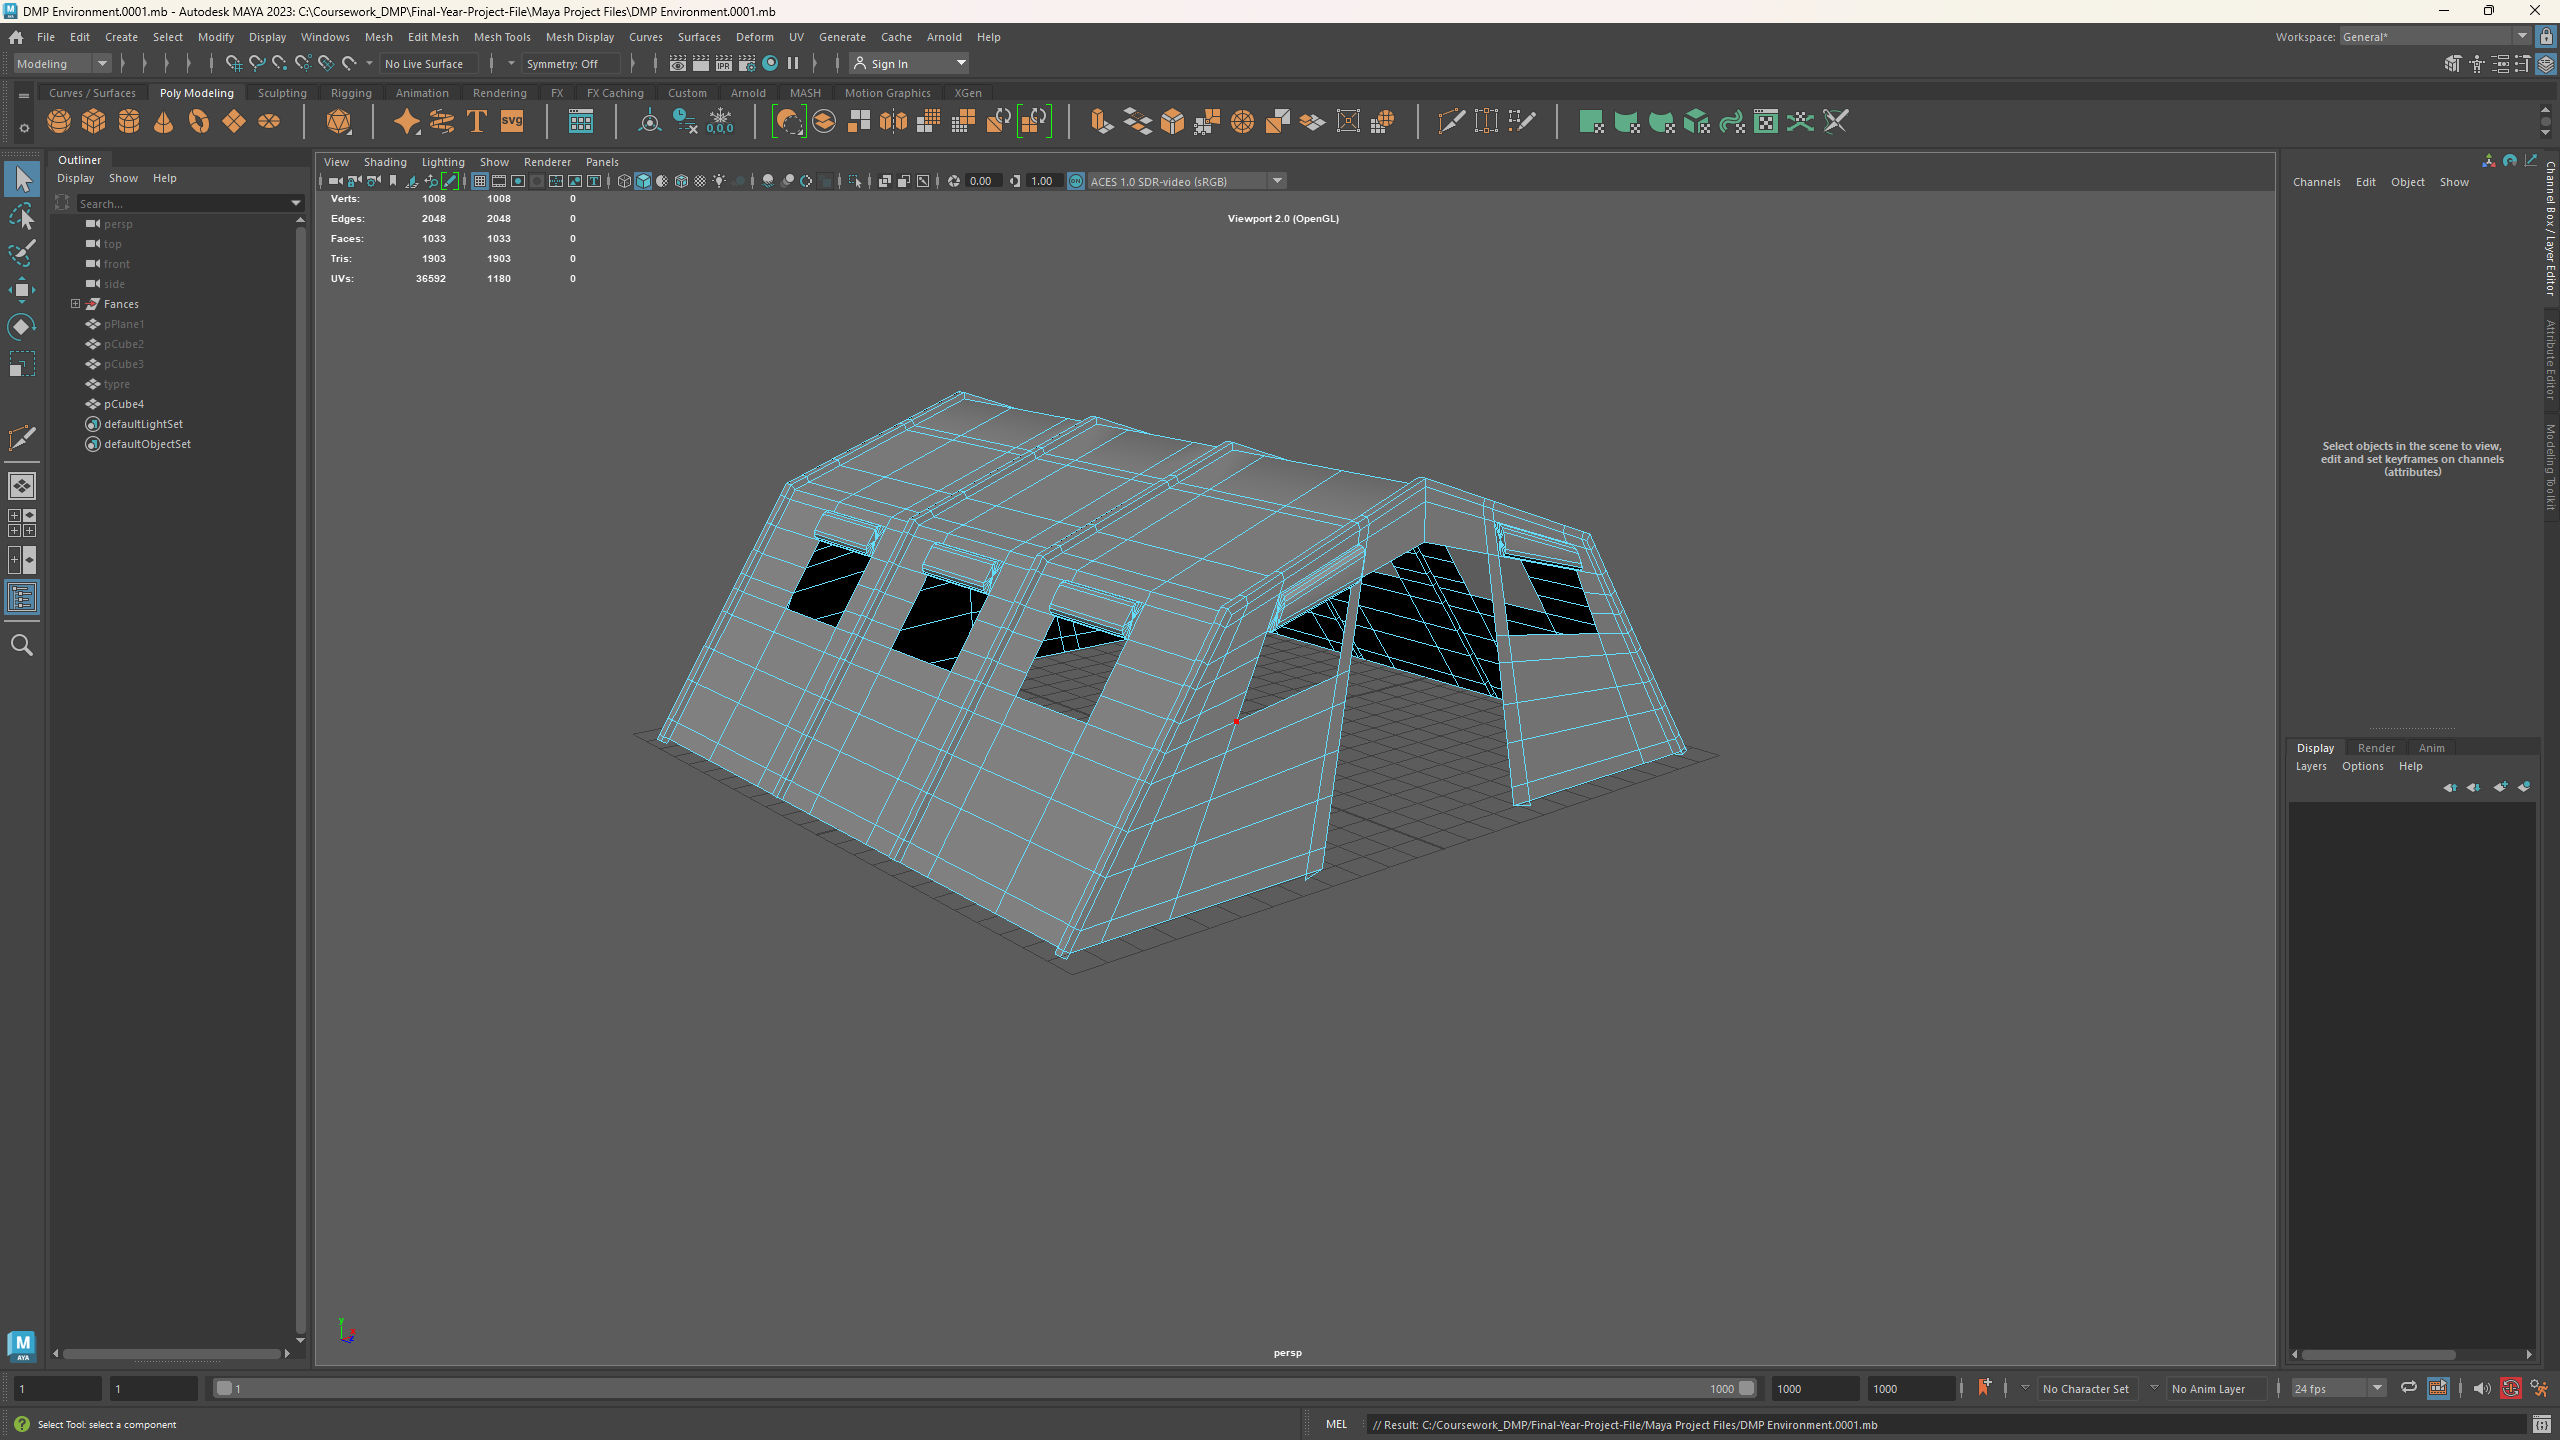 DMP Environment.0001.mb - Autodesk MAYA 2023: C:\Coursework_DMP\Final-Year-Project-File\Maya Project Files\DMP Environment.0001.mb
File Edit Create Select Modify Display Windows Mesh Edit Mesh Mesh Tools Mesh Display Curves Surfaces Deform UV Generate Cache Arnold Help
Workspace: General*
Modeling
No Live Surface
Symmetry: Off
IPR
Sign In
Curves / Surfaces Poly Modeling Sculpting Rigging Animation Rendering FX FX Caching Custom Arnold MASH Motion Graphics XGen
T
SVG
0,0,0
Outliner
Display Show Help
Search...
persp
top
front
side
Fances
pPlane1
pCube2
pCube3
typre
pCube4
defaultLightSet
defaultObjectSet
View Shading Lighting Show Renderer Panels
0.00
1.00
ON
ACES 1.0 SDR-video (sRGB)
Verts: 1008 1008 0
Edges: 2048 2048 0
Faces: 1033 1033 0
Tris: 1903 1903 0
UVs: 36592 1180 0
Viewport 2.0 (OpenGL)
y
x
z
persp
Channels Edit Object Show
Select objects in the scene to view,
edit and set keyframes on channels
(attributes)
Channel Box / Layer Editor
Attribute Editor
Modeling Toolkit
Display Render Anim
Layers Options Help
M
AYA
1
1
1
1000
1000
1000
No Character Set
No Anim Layer
24 fps
Select Tool: select a component
MEL
// Result: C:/Coursework_DMP/Final-Year-Project-File/Maya Project Files/DMP Environment.0001.mb